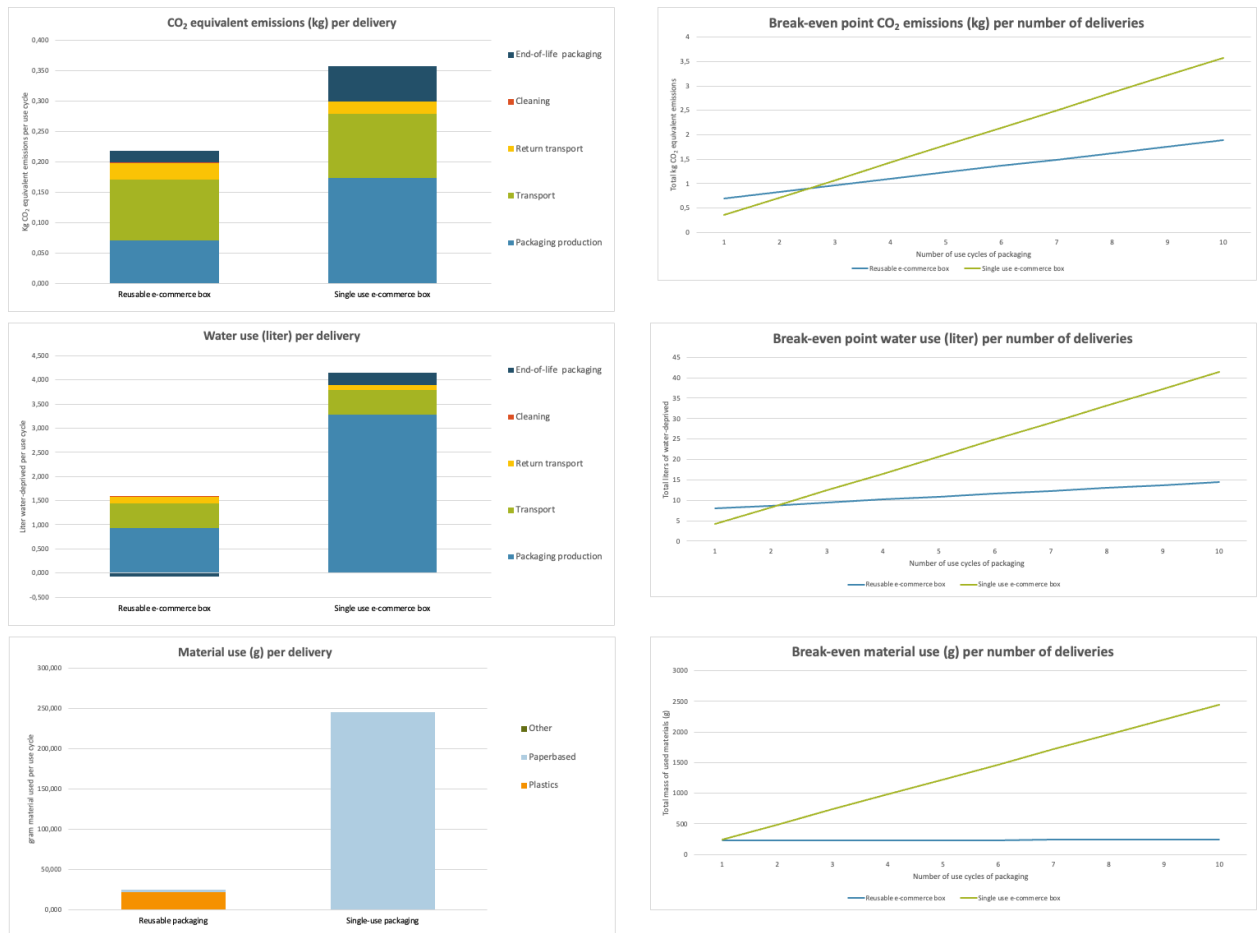 CO₂ equivalent emissions (kg) per delivery
Kg CO₂ equivalent emissions per use cycle
0,400
0,350
0,300
0,250
0,200
0,150
0,100
0,050
0,000
Reusable e-commerce box
Single use e-commerce box
End-of-life packaging
Cleaning
Return transport
Transport
Packaging production
Break-even point CO₂ emissions (kg) per number of deliveries
Total kg CO₂ equivalent emissions
4
3,5
3
2,5
2
1,5
1
0,5
0
1 2 3 4 5 6 7 8 9 10
Number of use cycles of packaging
Reusable e-commerce box
Single use e-commerce box
Water use (liter) per delivery
Liter water-deprived per use cycle
4,500
4,000
3,500
3,000
2,500
2,000
1,500
1,000
0,500
0,000
-0,500
Reusable e-commerce box
Single use e-commerce box
End-of-life packaging
Cleaning
Return transport
Transport
Packaging production
Break-even point water use (liter) per number of deliveries
Total liters of water-deprived
45
40
35
30
25
20
15
10
5
0
1 2 3 4 5 6 7 8 9 10
Number of use cycles of packaging
Reusable e-commerce box
Single use e-commerce box
Material use (g) per delivery
gram material used per use cycle
300,000
250,000
200,000
150,000
100,000
50,000
0,000
Reusable packaging
Single-use packaging
Other
Paperbased
Plastics
Break-even material use (g) per number of deliveries
Total mass of used materials (g)
3000
2500
2000
1500
1000
500
0
1 2 3 4 5 6 7 8 9 10
Number of use cycles of packaging
Reusable e-commerce box
Single use e-commerce box